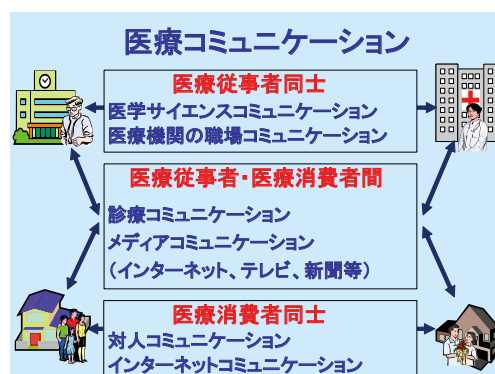 医療コミュニケーション
医療従事者同士
医学サイエンスコミュニケーション
医療機関の職場コミュニケーション
医療従事者・医療消費者間
診療コミュニケーション
メディアコミュニケーション
（インターネット、テレビ、新聞等）
医療消費者同士
対人コミュニケーション
インターネットコミュニケーション